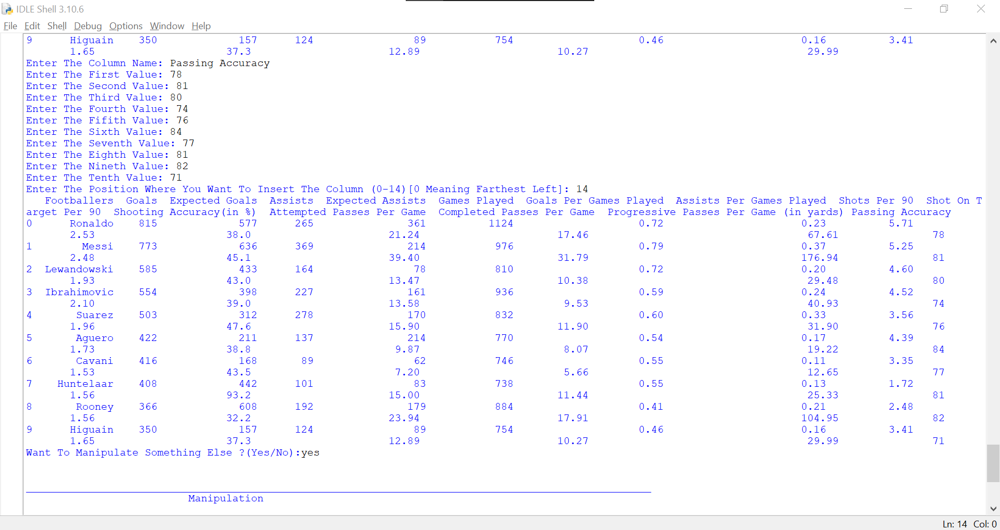 IDLE Shell 3.10.6
File Edit Shell Debug Options Window Help
9 Higuain 350 157 124 89 754 0.46 0.16 3.41
1.65 37.3 12.89 10.27 29.99
Enter The Column Name: Passing Accuracy
Enter The First Value: 78
Enter The Second Value: 81
Enter The Third Value: 80
Enter The Fourth Value: 74
Enter The Fifith Value: 76
Enter The Sixth Value: 84
Enter The Seventh Value: 77
Enter The Eighth Value: 81
Enter The Nineth Value: 82
Enter The Tenth Value: 71
Enter The Position Where You Want To Insert The Column (0-14)[0 Meaning Farthest Left]: 14
Footballers Goals Expected Goals Assists Expected Assists Games Played Goals Per Games Played Assists Per Games Played Shots Per 90 Shot On T
arget Per 90 Shooting Accuracy(in %) Attempted Passes Per Game Completed Passes Per Game Progressive Passes Per Game (in yards) Passing Accuracy
0 Ronaldo 815 577 265 361 1124 0.72 0.23 5.71
2.53 38.0 21.24 17.46 67.61 78
1 Messi 773 636 369 214 976 0.79 0.37 5.25
2.48 45.1 39.40 31.79 176.94 81
2 Lewandowski 585 433 164 78 810 0.72 0.20 4.60
1.93 43.0 13.47 10.38 29.48 80
3 Ibrahimovic 554 398 227 161 936 0.59 0.24 4.52
2.10 39.0 13.58 9.53 40.93 74
4 Suarez 503 312 278 170 832 0.60 0.33 3.56
1.96 47.6 15.90 11.90 31.90 76
5 Aguero 422 211 137 214 770 0.54 0.17 4.39
1.73 38.8 9.87 8.07 19.22 84
6 Cavani 416 168 89 62 746 0.55 0.11 3.35
1.53 43.5 7.20 5.66 12.65 77
7 Huntelaar 408 442 101 83 738 0.55 0.13 1.72
1.56 93.2 15.00 11.44 25.33 81
8 Rooney 366 608 192 179 884 0.41 0.21 2.48
1.56 32.2 23.94 17.91 104.95 82
9 Higuain 350 157 124 89 754 0.46 0.16 3.41
1.65 37.3 12.89 10.27 29.99 71
Want To Manipulate Something Else ?(Yes/No):yes
Manipulation
Ln: 14 Col: 0